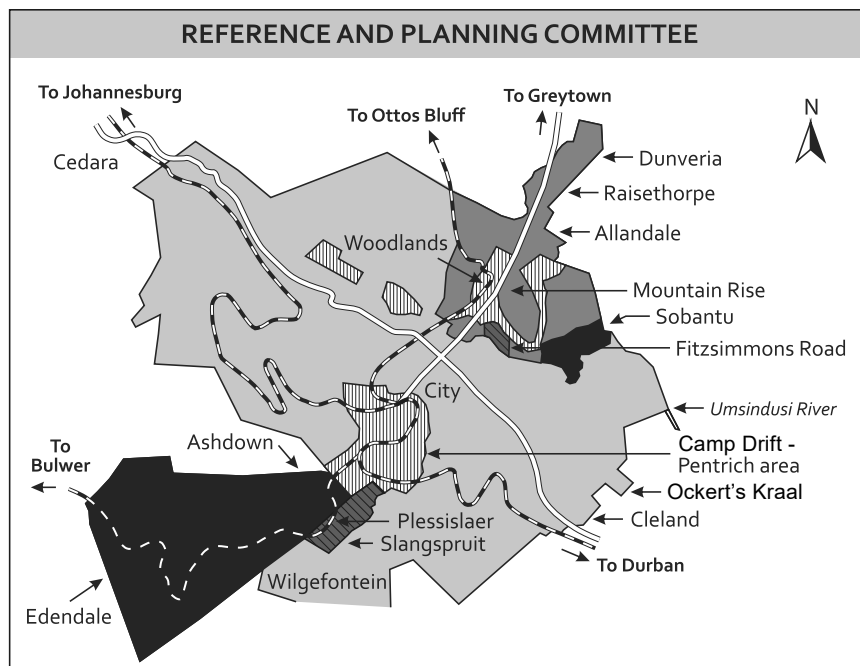 REFERENCE AND PLANNING COMMITTEE
To Johannesburg
To Ottos Bluff
To Greytown
N
Cedara
Dunveria
Raisethorpe
Allandale
Woodlands
Mountain Rise
Sobantu
Fitzsimmons Road
City
Umsindusi River
Ashdown
To
Bulwer
Camp Drift -
Pentrich area
Ockert's Kraal
Plessislaer
Cleland
Slangspruit
To Durban
Wilgefontein
Edendale